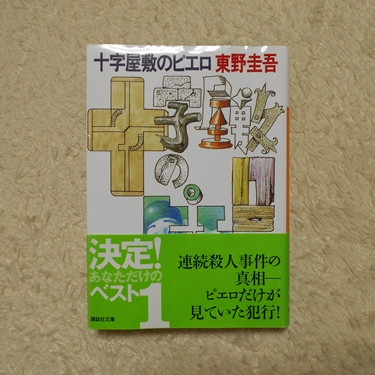 十字屋敷のピエロ 東野圭吾
十字屋敷
の
ピエロ
決定!
あなただけの
ベスト1
連続殺人事件の
真相―
ピエロだけが
見ていた犯行!
講談社文庫